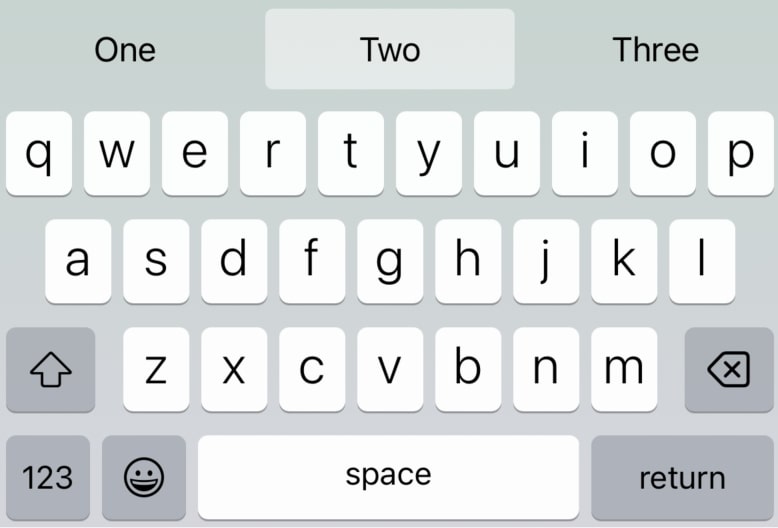 One Two Three
q w e r t y u i o p
a s d f g h j k l
z x c v b n m
123 space return